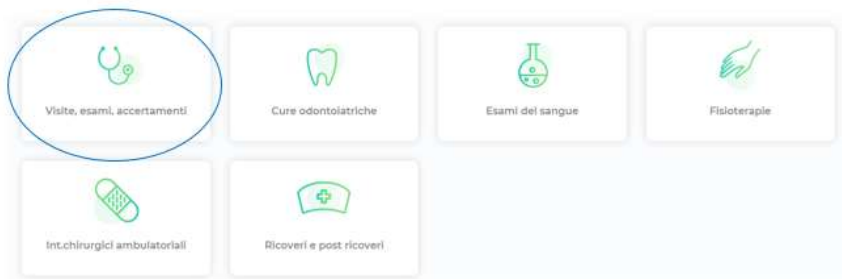 Visite, esami, accertamenti
Cure odontoiatriche
Esami del sangue
Fisioterapie
Int.chirurgici ambulatoriali
Ricoveri e post ricoveri